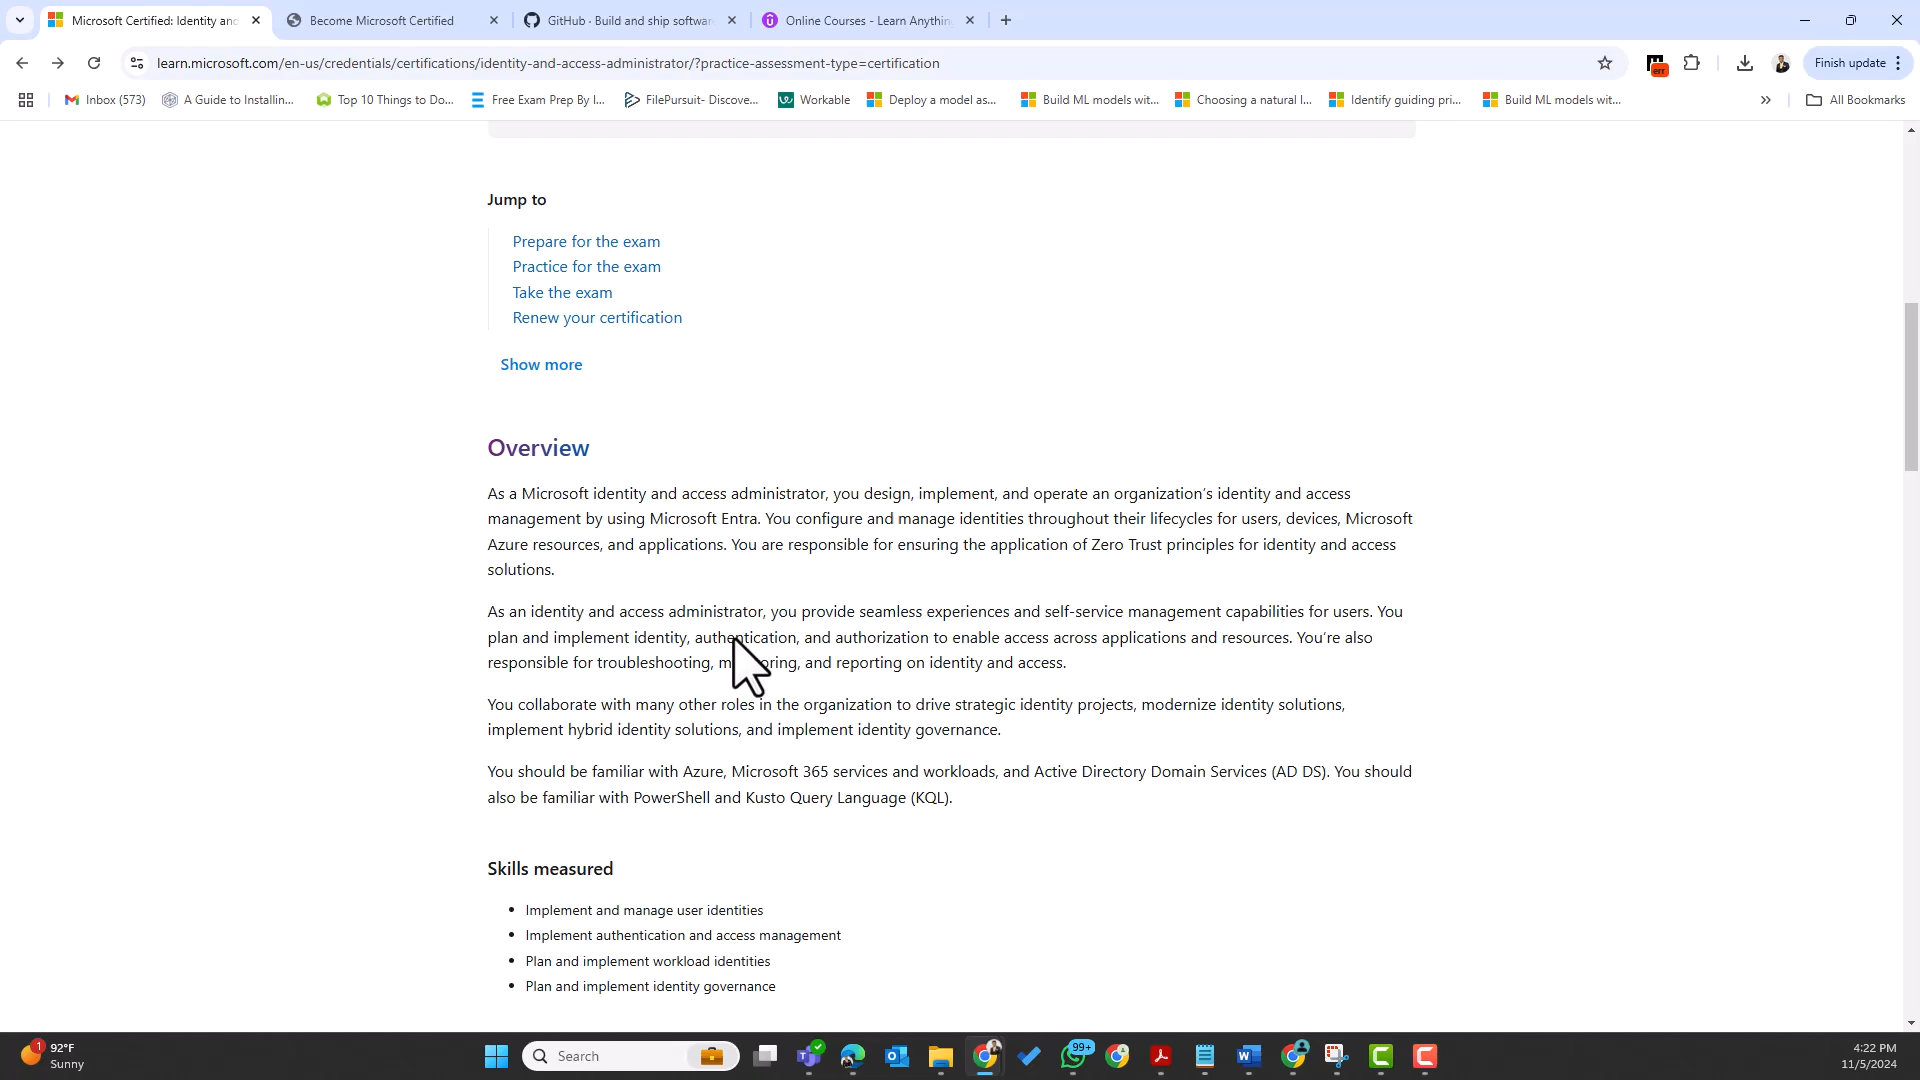 Microsoft Certified: Identity and
Become Microsoft Certified
GitHub · Build and ship softwar
Online Courses - Learn Anythin
learn.microsoft.com/en-us/credentials/certifications/identity-and-access-administrator/?practice-assessment-type=certification
err
Finish update
Inbox (573)
A Guide to Installin...
Top 10 Things to Do...
Free Exam Prep By I...
FilePursuit- Discove...
Workable
Deploy a model as...
Build ML models wit...
Choosing a natural l...
Identify guiding pri...
Build ML models wit...
»
All Bookmarks
Jump to
Prepare for the exam
Practice for the exam
Take the exam
Renew your certification
Show more
Overview
As a Microsoft identity and access administrator, you design, implement, and operate an organization's identity and access
management by using Microsoft Entra. You configure and manage identities throughout their lifecycles for users, devices, Microsoft
Azure resources, and applications. You are responsible for ensuring the application of Zero Trust principles for identity and access
solutions.
As an identity and access administrator, you provide seamless experiences and self-service management capabilities for users. You
plan and implement identity, authentication, and authorization to enable access across applications and resources. You're also
responsible for troubleshooting, and reporting on identity and access.
You collaborate with many other roles in the organization to drive strategic identity projects, modernize identity solutions,
implement hybrid identity solutions, and implement identity governance.
You should be familiar with Azure, Microsoft 365 services and workloads, and Active Directory Domain Services (AD DS). You should
also be familiar with PowerShell and Kusto Query Language (KQL).
Skills measured
• Implement and manage user identities
• Implement authentication and access management
• Plan and implement workload identities
• Plan and implement identity governance
1
92°F
Sunny
Search
99+
4:22 PM
11/5/2024